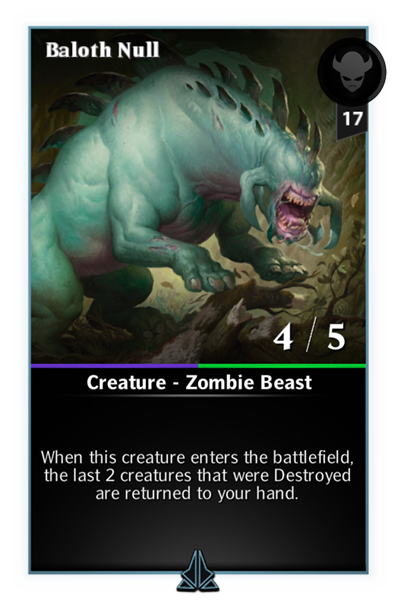 Baloth Null
17
4 / 5
Creature - Zombie Beast
When this creature enters the battlefield,
the last 2 creatures that were Destroyed
are returned to your hand.